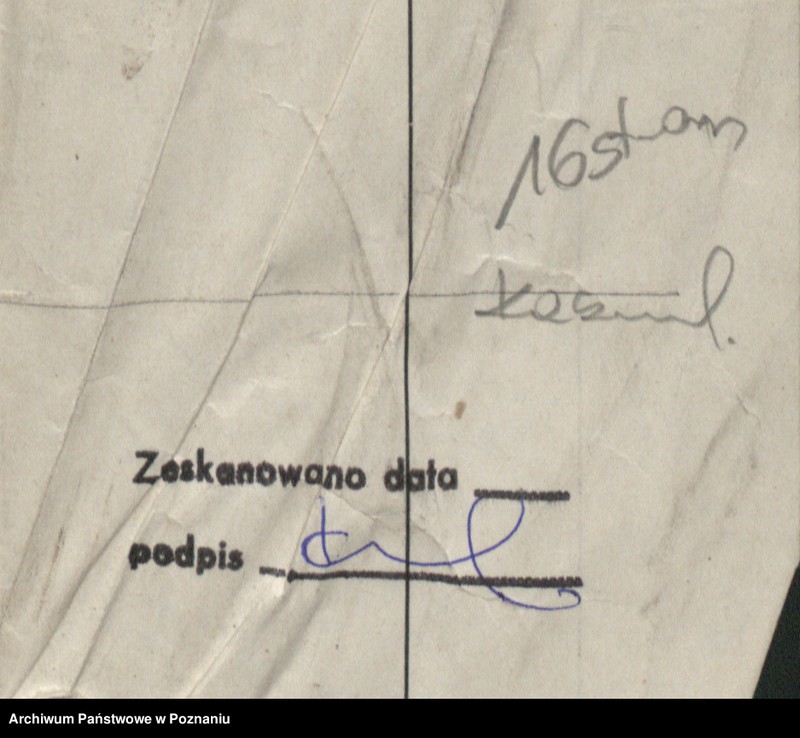 16 stron
Zeskanowano data
podpis
Archiwum Państwowe w Poznaniu